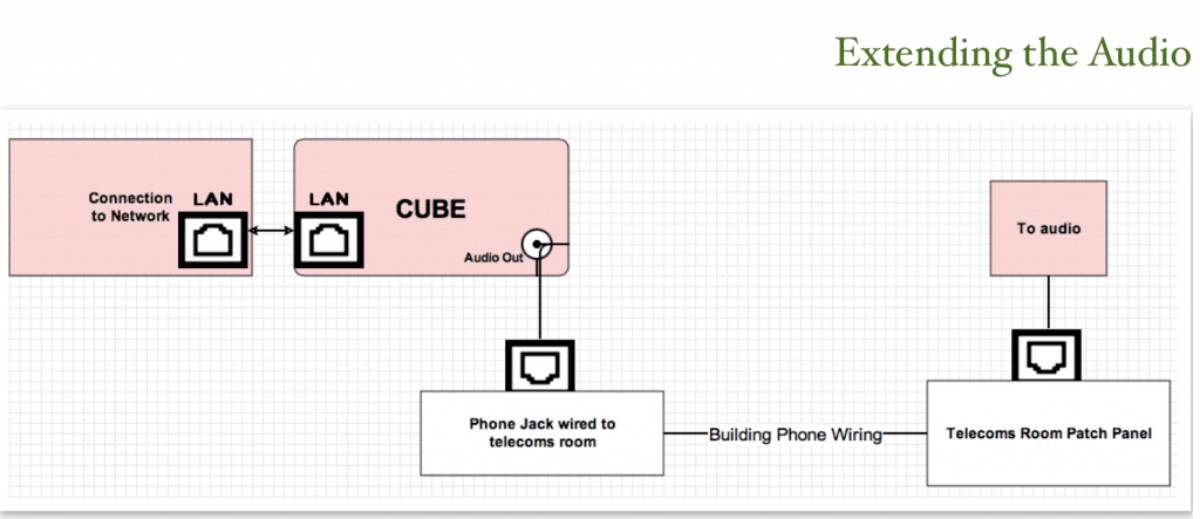 Extending the Audio
Connection
to Network
LAN
LAN
CUBE
Audio Out
To audio
Phone Jack wired to
telecoms room
Building Phone Wiring
Telecoms Room Patch Panel